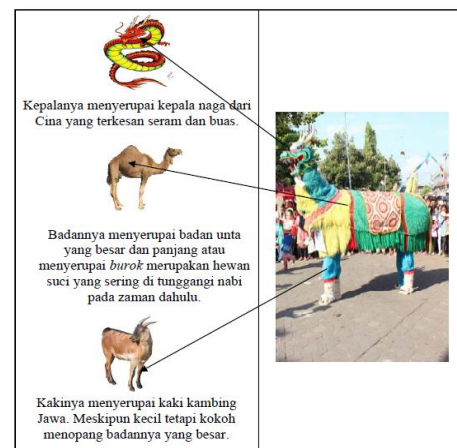 Kepalanya menyerupai kepala naga dari
Cina yang terkesan seram dan buas.
Badannya menyerupai badan unta
yang besar dan panjang atau
menyerupai burok merupakan hewan
suci yang sering di tunggangi nabi
pada zaman dahulu.
Kakinya menyerupai kaki kambing
Jawa. Meskipun kecil tetapi kokoh
menopang badannya yang besar.